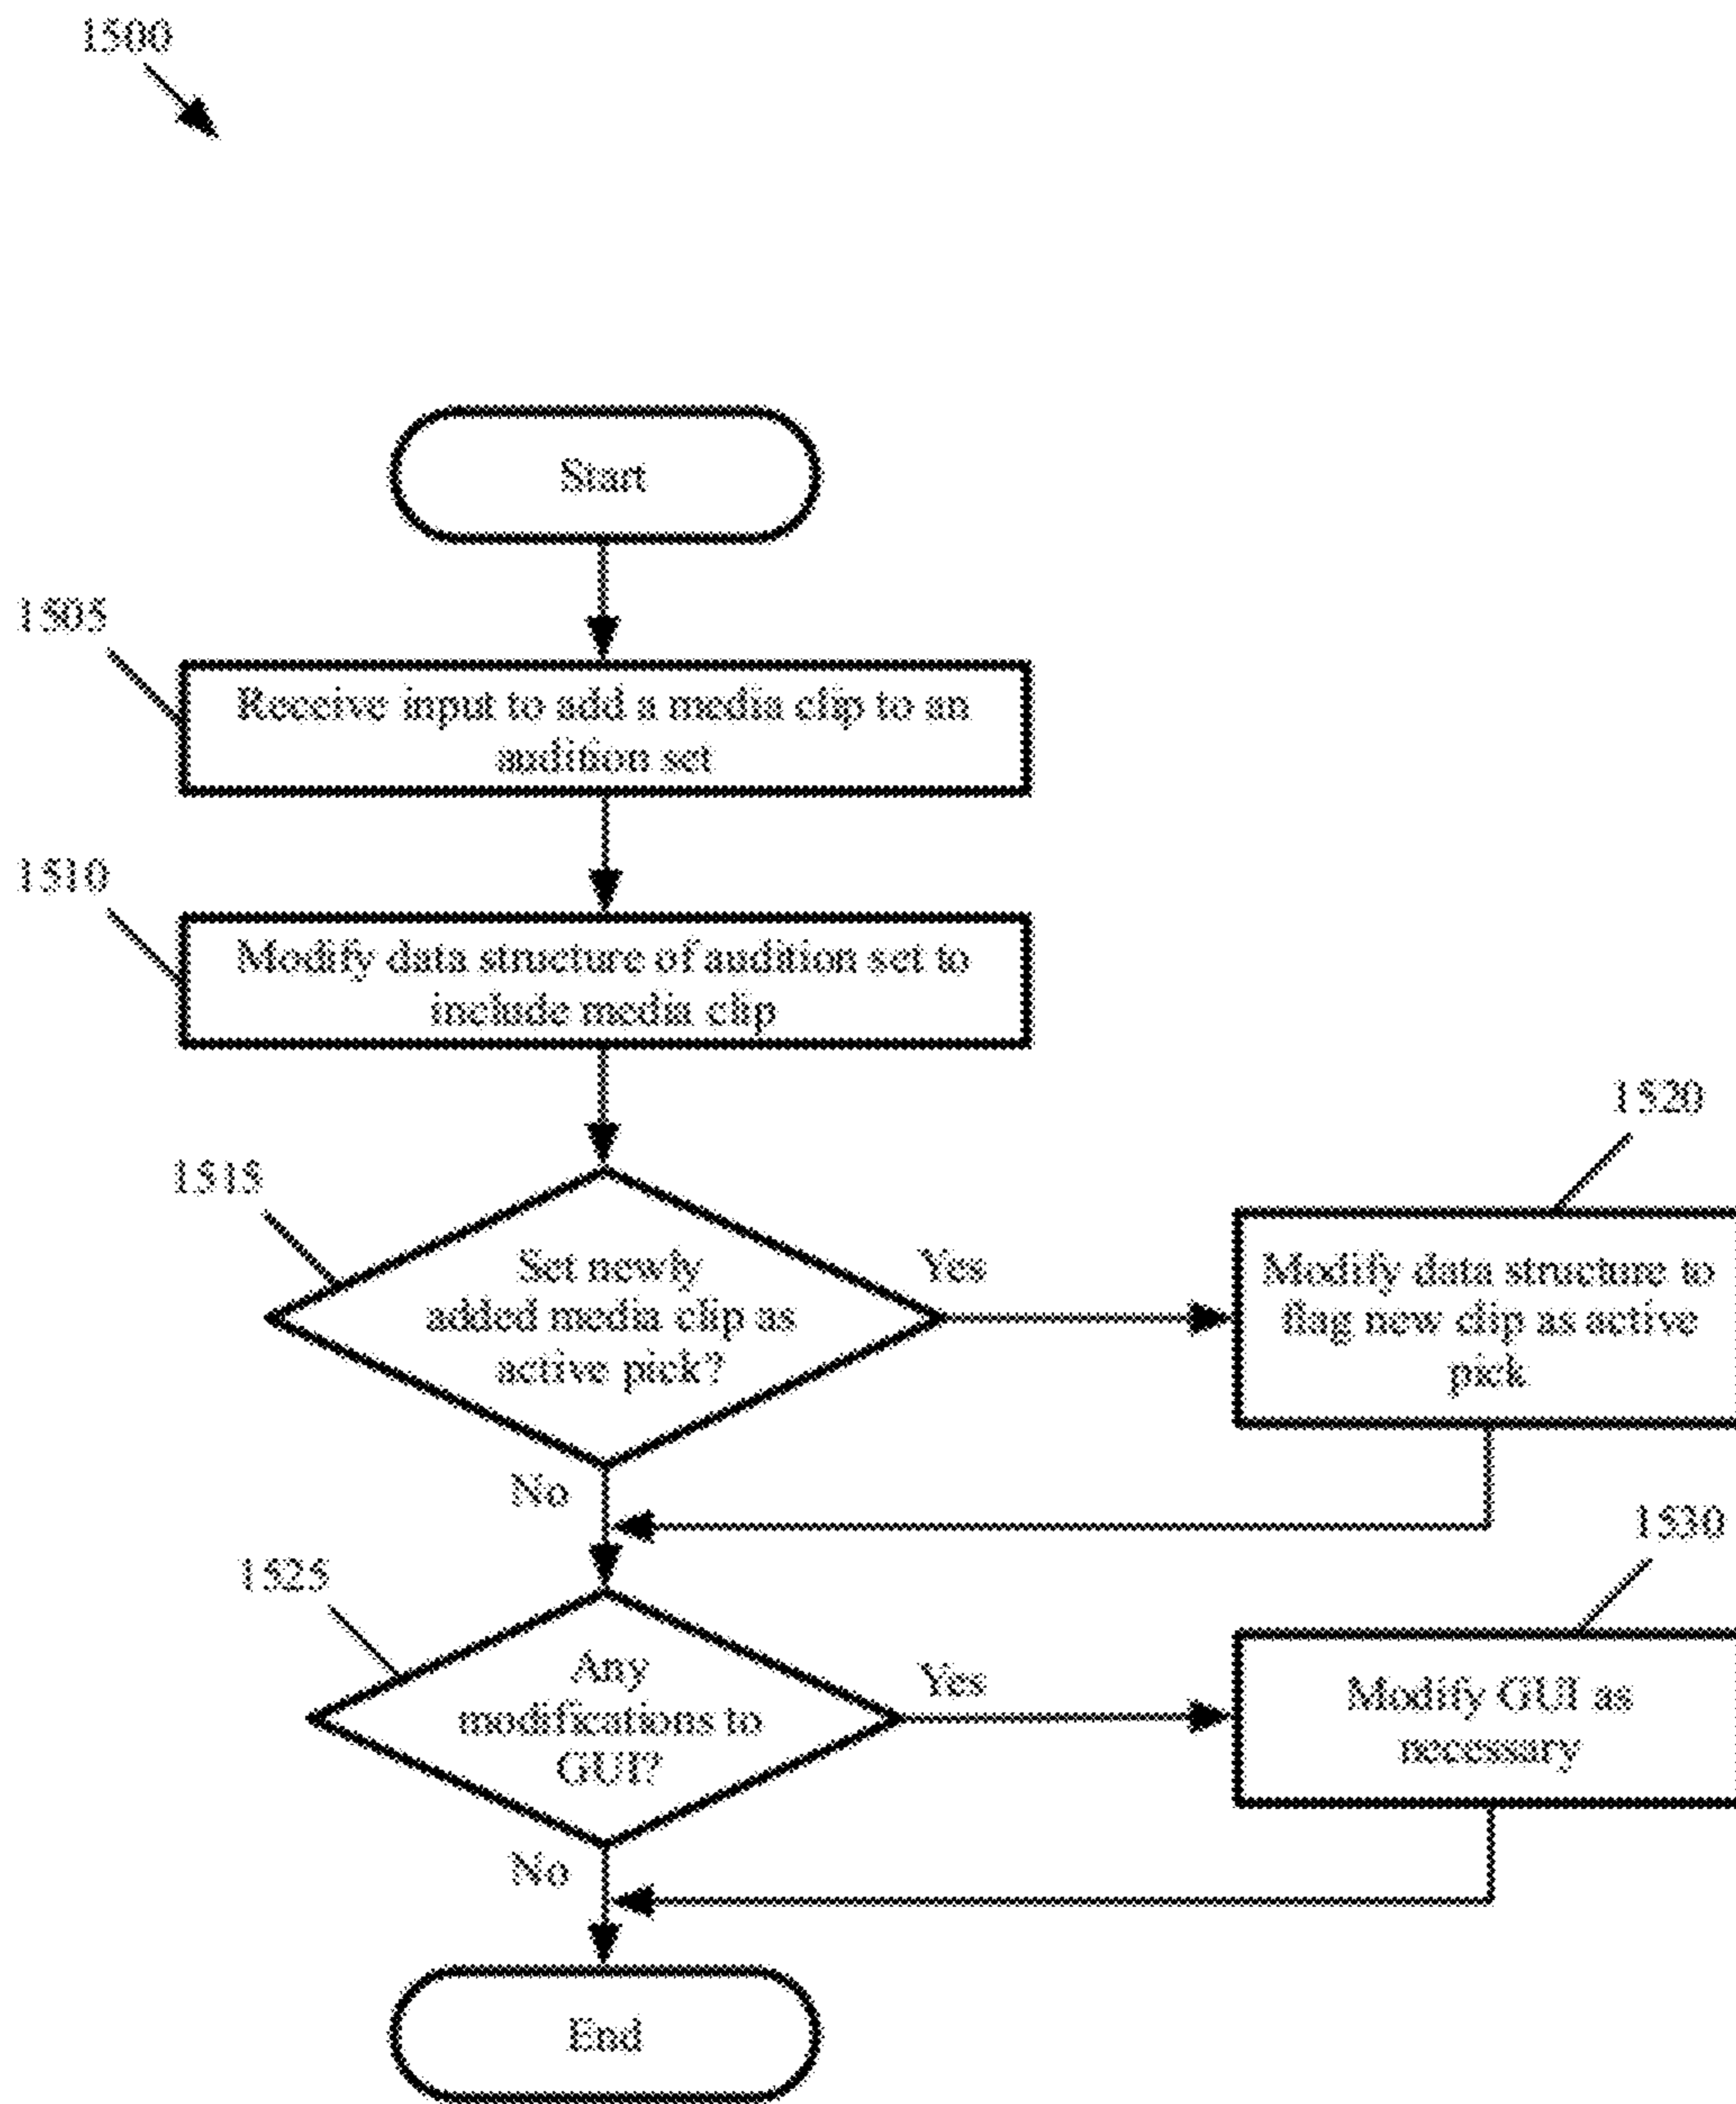 1500
Start
1505
Receive input to add a media clip to an
audition set
1510
Modify data structure of audition set to
include media clip
1515
Set newly
added media clip as
active pick?
Yes
1520
Modify data structure to
flag new clip as active
pick
No
1525
Any
modifications to
GUI?
Yes
1530
Modify GUI as
necessary
No
End